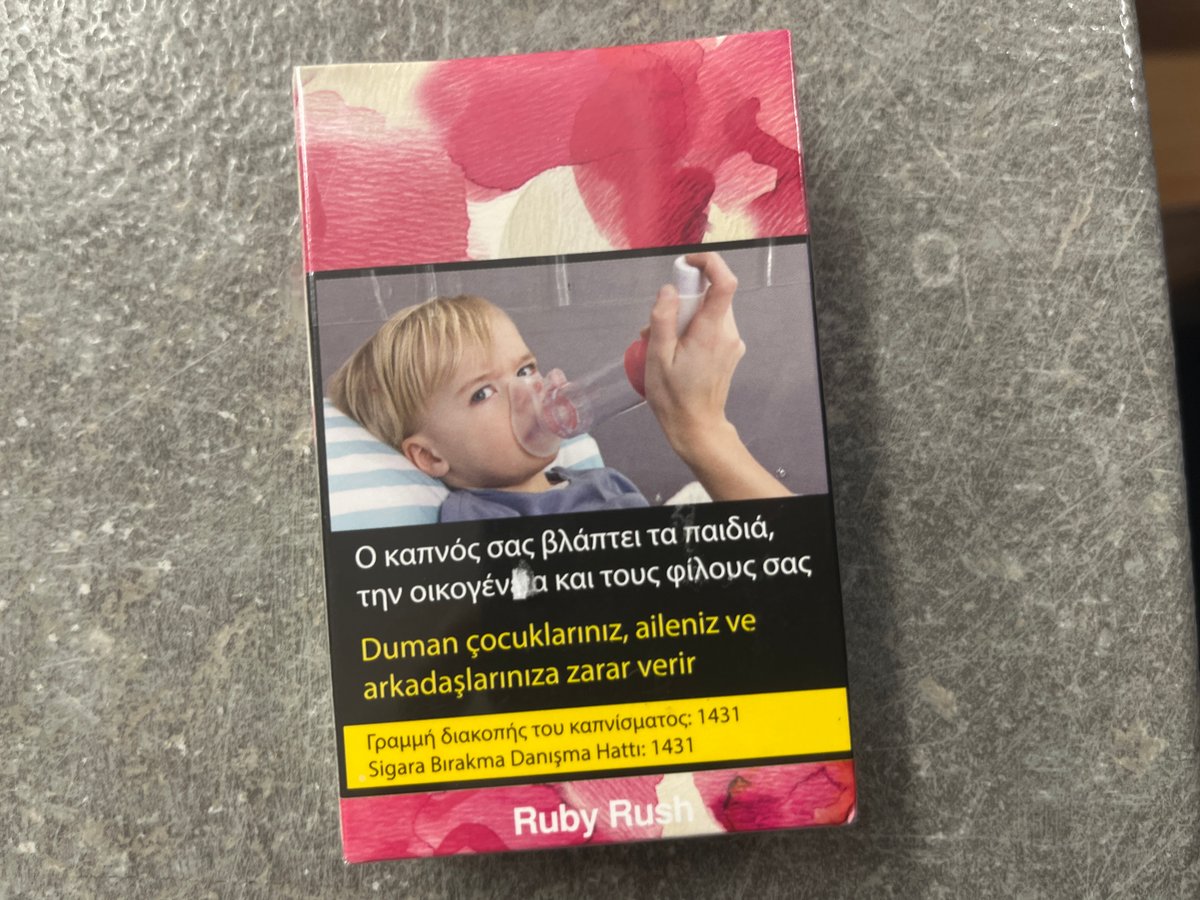 Ο καπνός σας βλάπτει τα παιδιά,
την οικογένεια και τους φίλους σας
Duman çocuklarınız, aileniz ve
arkadaşlarınıza zarar verir
Γραμμή διακοπής του καπνίσματος: 1431
Sigara Bırakma Danışma Hattı: 1431
Ruby Rush